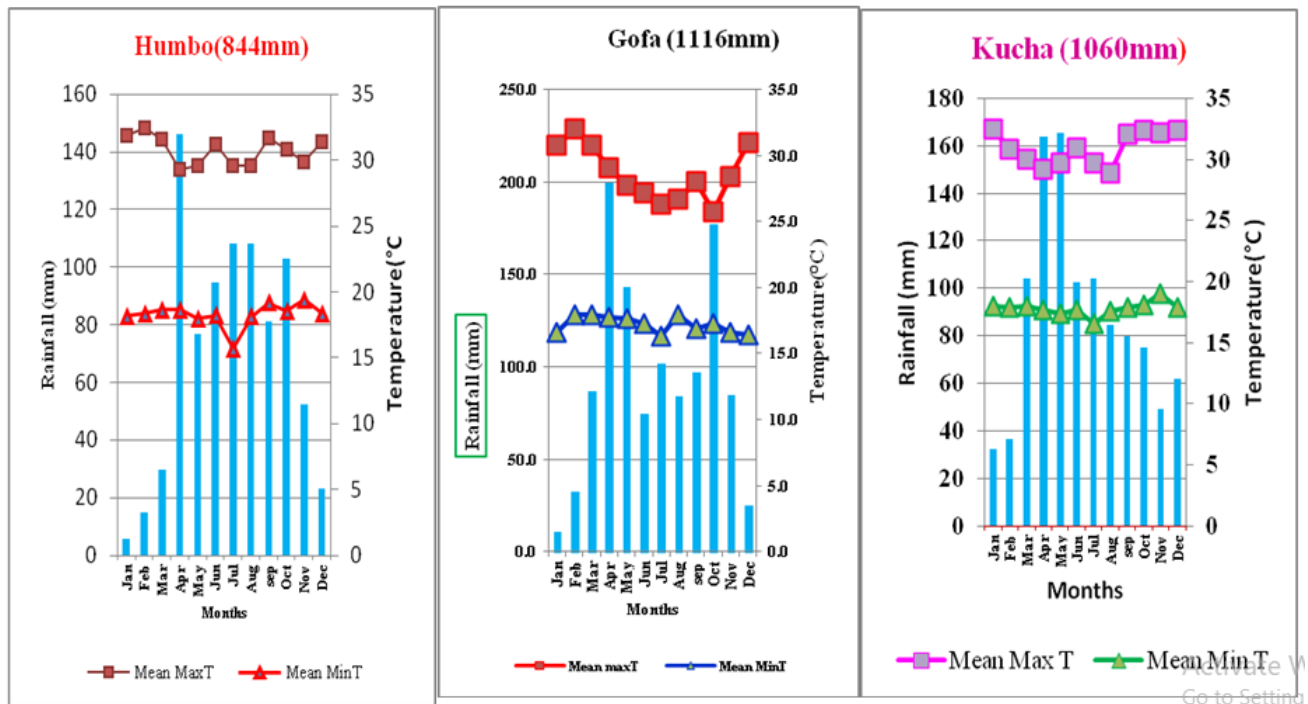 Humbo(844mm)
160
140
120
100
80
60
40
20
0
Rainfall (mm)
35
30
25
20
15
10
5
0
Temperature(°C
Jan
Feb
Mar
Apr
May
Jun
Jul
Aug
sep
Oct
Nov
Dec
Months
Mean MaxT
Mean MinT
Gofa (1116mm)
250.0
200.0
150.0
100.0
50.0
0.0
Rainfall (mm)
35.0
30.0
25.0
20.0
15.0
10.0
5.0
0.0
Temperature(°C)
Jan
Feb
Mar
Apr
May
Jun
Jul
Aug
sep
Oct
Nov
Dec
Months
Mean maxT
Mean MinT
Kucha (1060mm)
180
160
140
120
100
80
60
40
20
0
Rainfall (mm)
35
30
25
20
15
10
5
0
Temperature(°C)
Jan
Feb
Mar
Apr
May
Jun
Jul
Aug
sep
Oct
Nov
Dec
Months
Mean Max T
Mean Min T
Activate W
Go to Setting